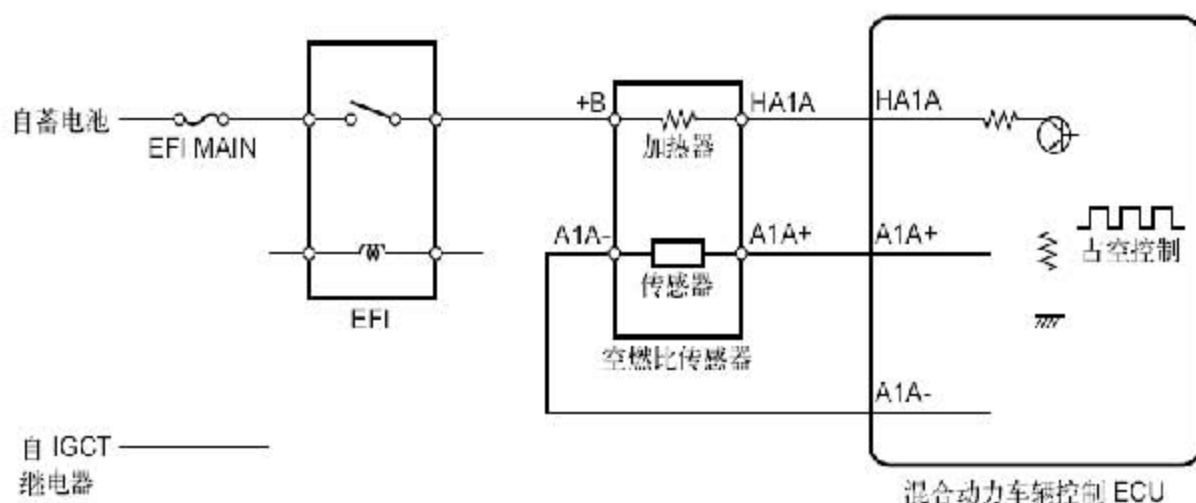 自蓄电池
EFI MAIN
EFI
+B
HA1A
HA1A
加热器
A1A-
A1A+
A1A+
传感器
空燃比传感器
占空控制
A1A-
自 IGCT
继电器
混合动力车辆控制 ECU